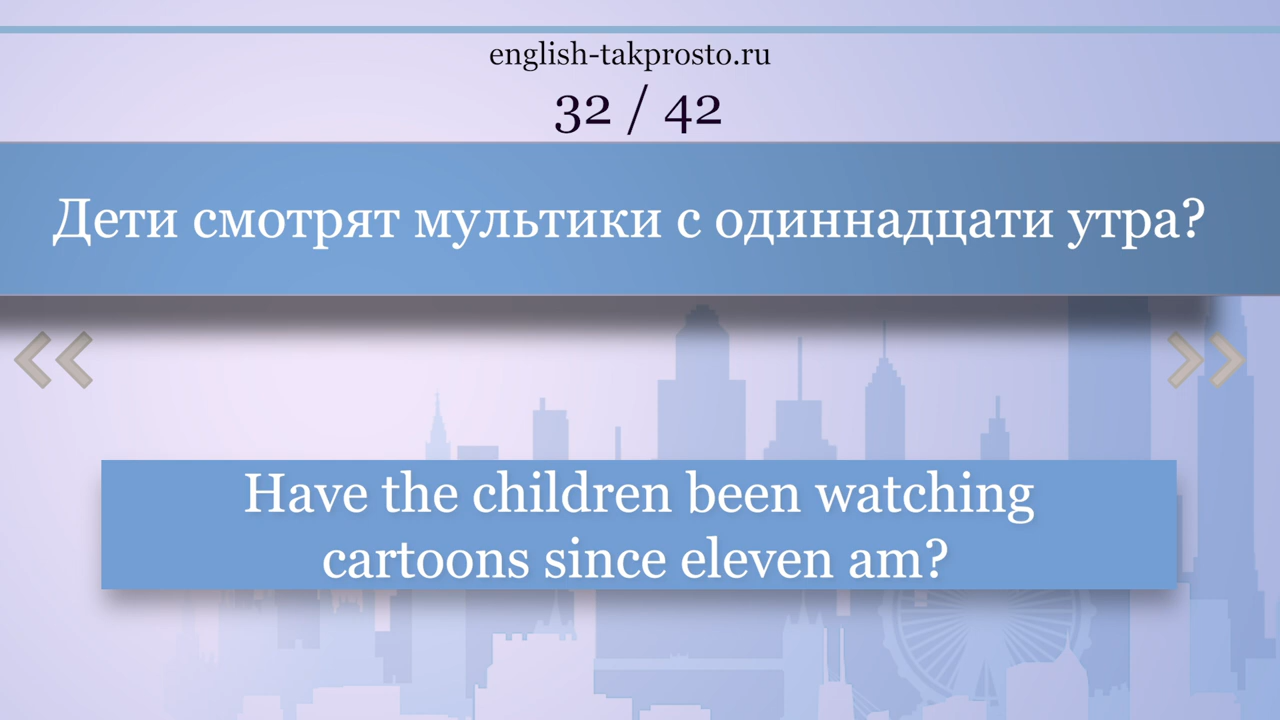 english-takprosto.ru
32 / 42
Дети смотрят мультики с одиннадцати утра?
Have the children been watching
cartoons since eleven am?